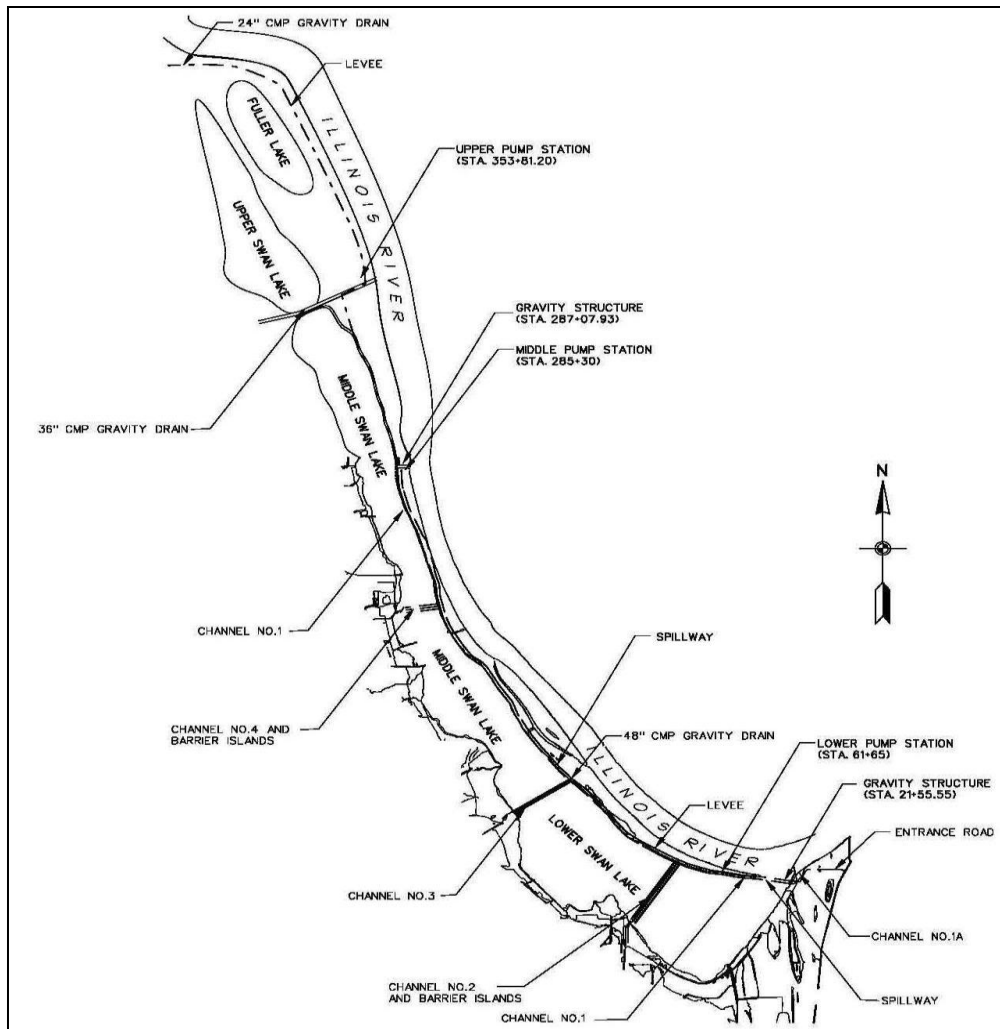 24" CMP GRAVITY DRAIN
LEVEE
FULLER LAKE
ILLINOIS RIVER
UPPER PUMP STATION
(STA. 353+81.20)
UPPER SWAN LAKE
GRAVITY STRUCTURE
(STA. 287+07.93)
MIDDLE PUMP STATION
(STA. 285+30)
MIDDLE SWAN LAKE
36" CMP GRAVITY DRAIN
N
CHANNEL NO.1
SPILLWAY
MIDDLE SWAN LAKE
CHANNEL NO.4 AND
BARRIER ISLANDS
48" CMP GRAVITY DRAIN
ILLINOIS RIVER
LOWER PUMP STATION
(STA. 61+65)
GRAVITY STRUCTURE
(STA. 21+55.55)
LEVEE
ENTRANCE ROAD
LOWER SWAN LAKE
CHANNEL NO.3
CHANNEL NO.1A
CHANNEL NO.2
AND BARRIER ISLANDS
SPILLWAY
CHANNEL NO.1